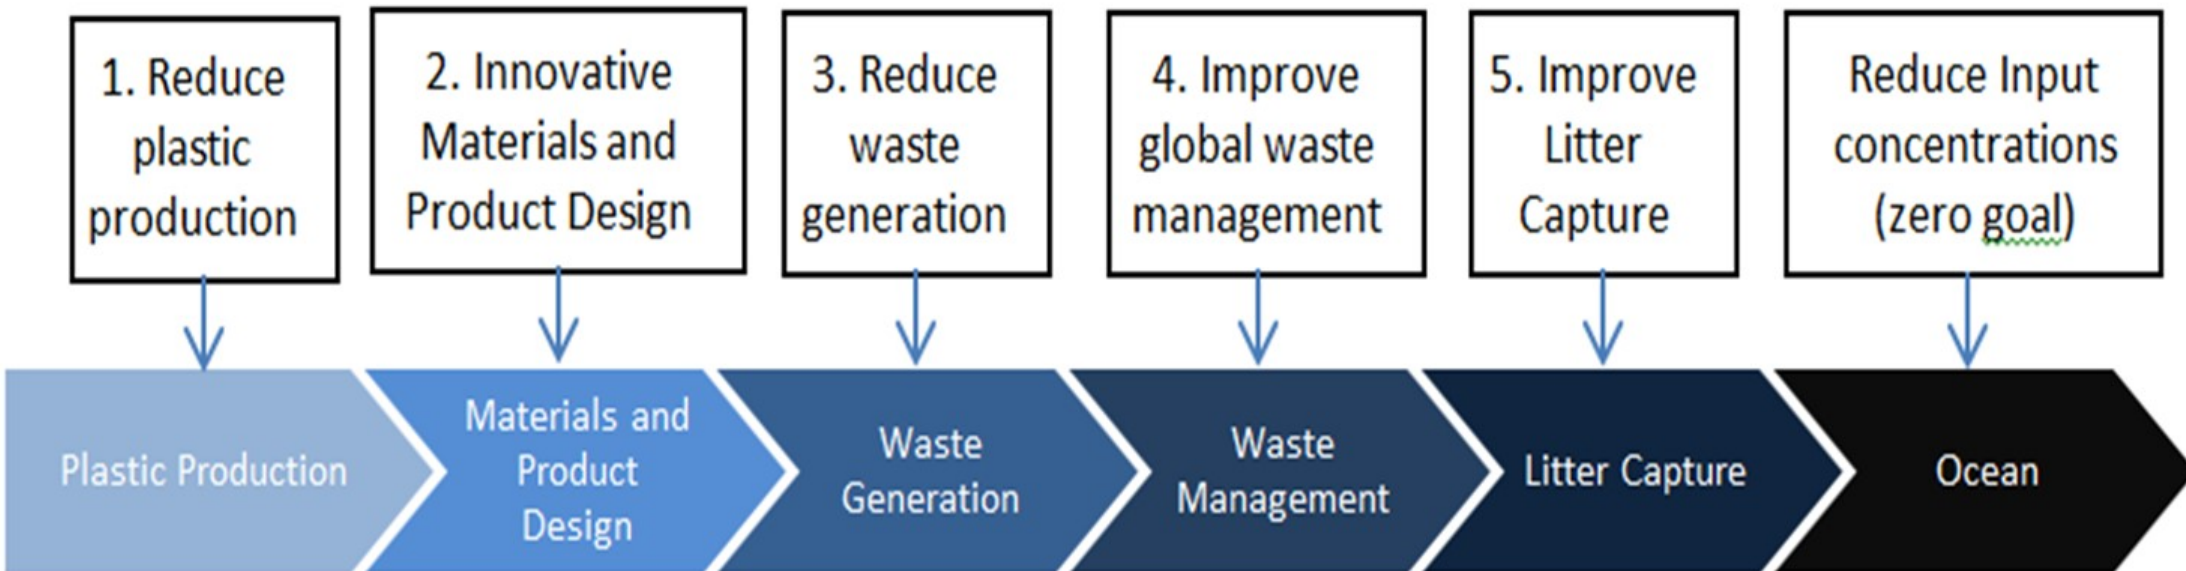 1. Reduce
plastic
production
2. Innovative
Materials and
Product Design
3. Reduce
waste
generation
4. Improve
global waste
management
5. Improve
Litter
Capture
Reduce Input
concentrations
(zero goal)
Plastic Production
Materials and
Product
Design
Waste
Generation
Waste
Management
Litter Capture
Ocean